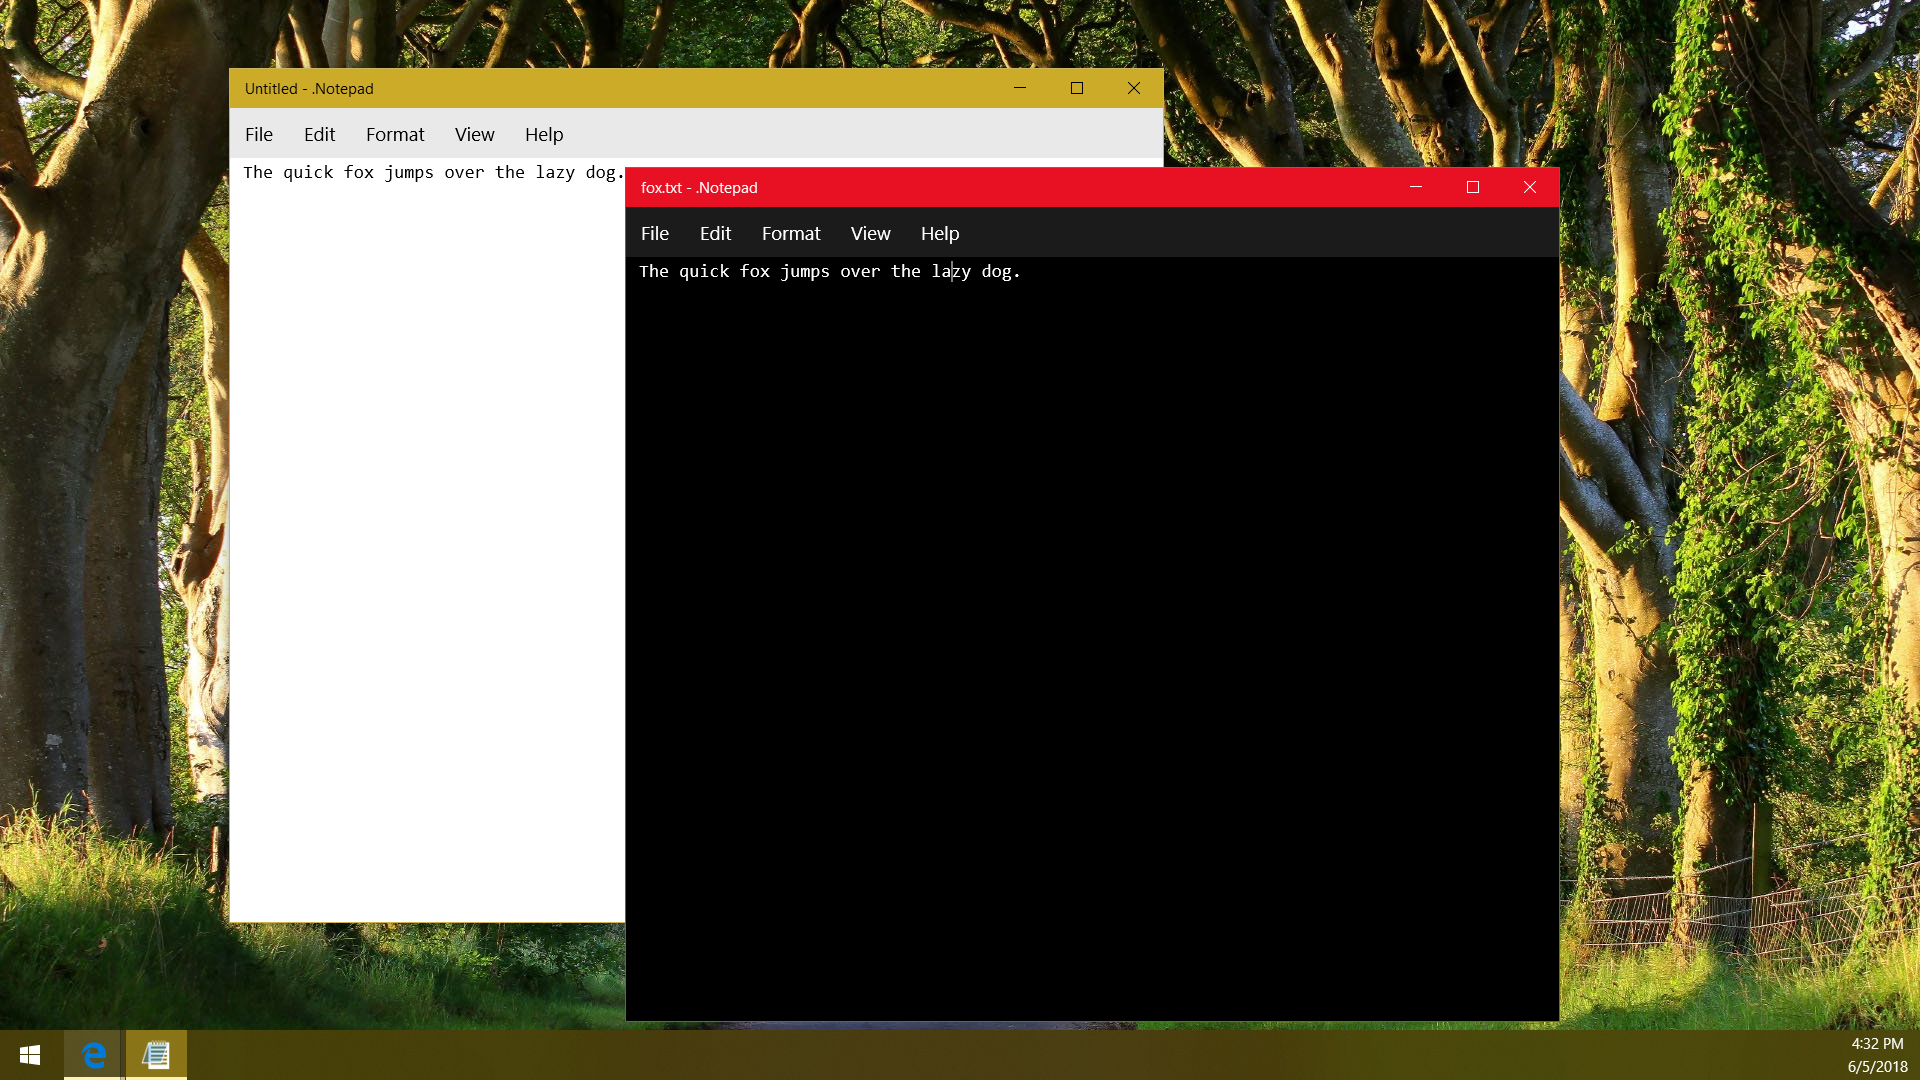 Untitled - .Notepad
File Edit Format View Help
The quick fox jumps over the lazy dog.
fox.txt - .Notepad
File Edit Format View Help
The quick fox jumps over the lazy dog.
4:32 PM
6/5/2018